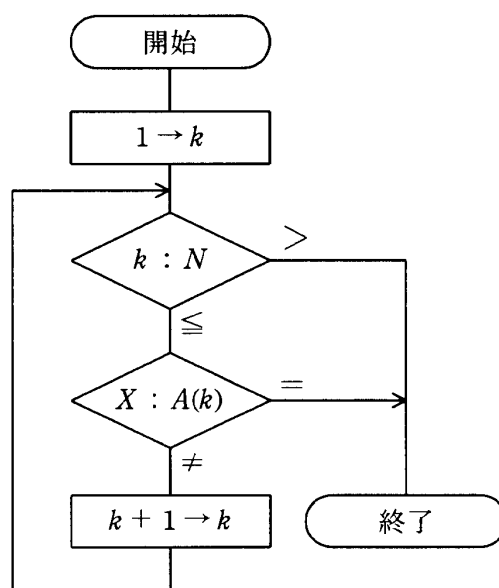 開始
1 → k
k : N
>
≦
X : A(k)
=
≠
k + 1 → k
終了